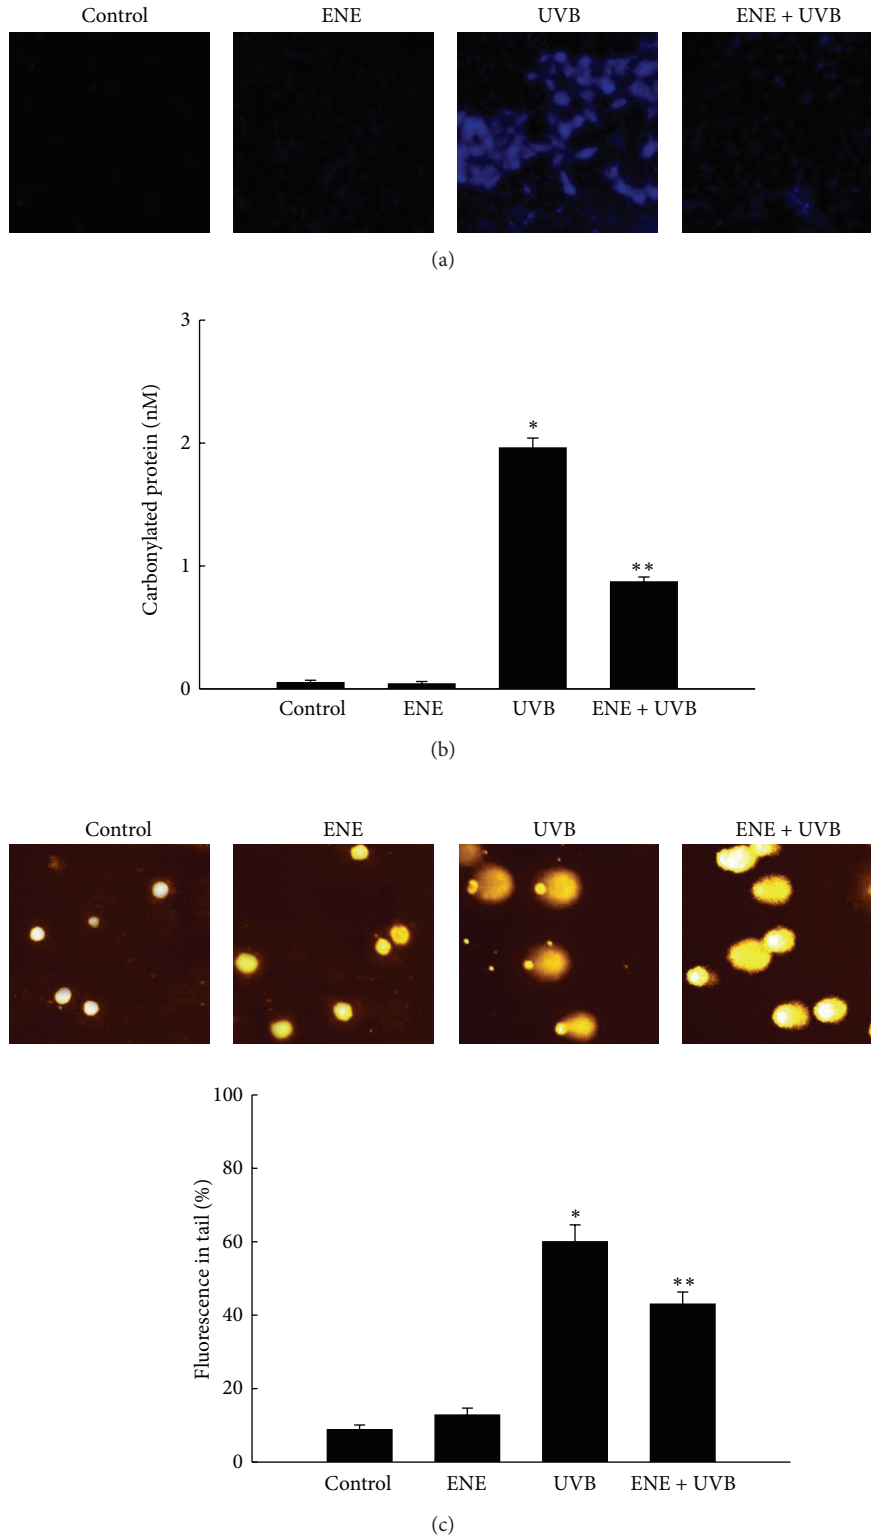 Control ENE UVB ENE + UVB
(a)
3
2
1
0
Carbonylated protein (nM)
*
**
Control ENE UVB ENE + UVB
(b)
Control ENE UVB ENE + UVB
100
80
60
40
20
0
Fluorescence in tail (%)
*
**
Control ENE UVB ENE + UVB
(c)